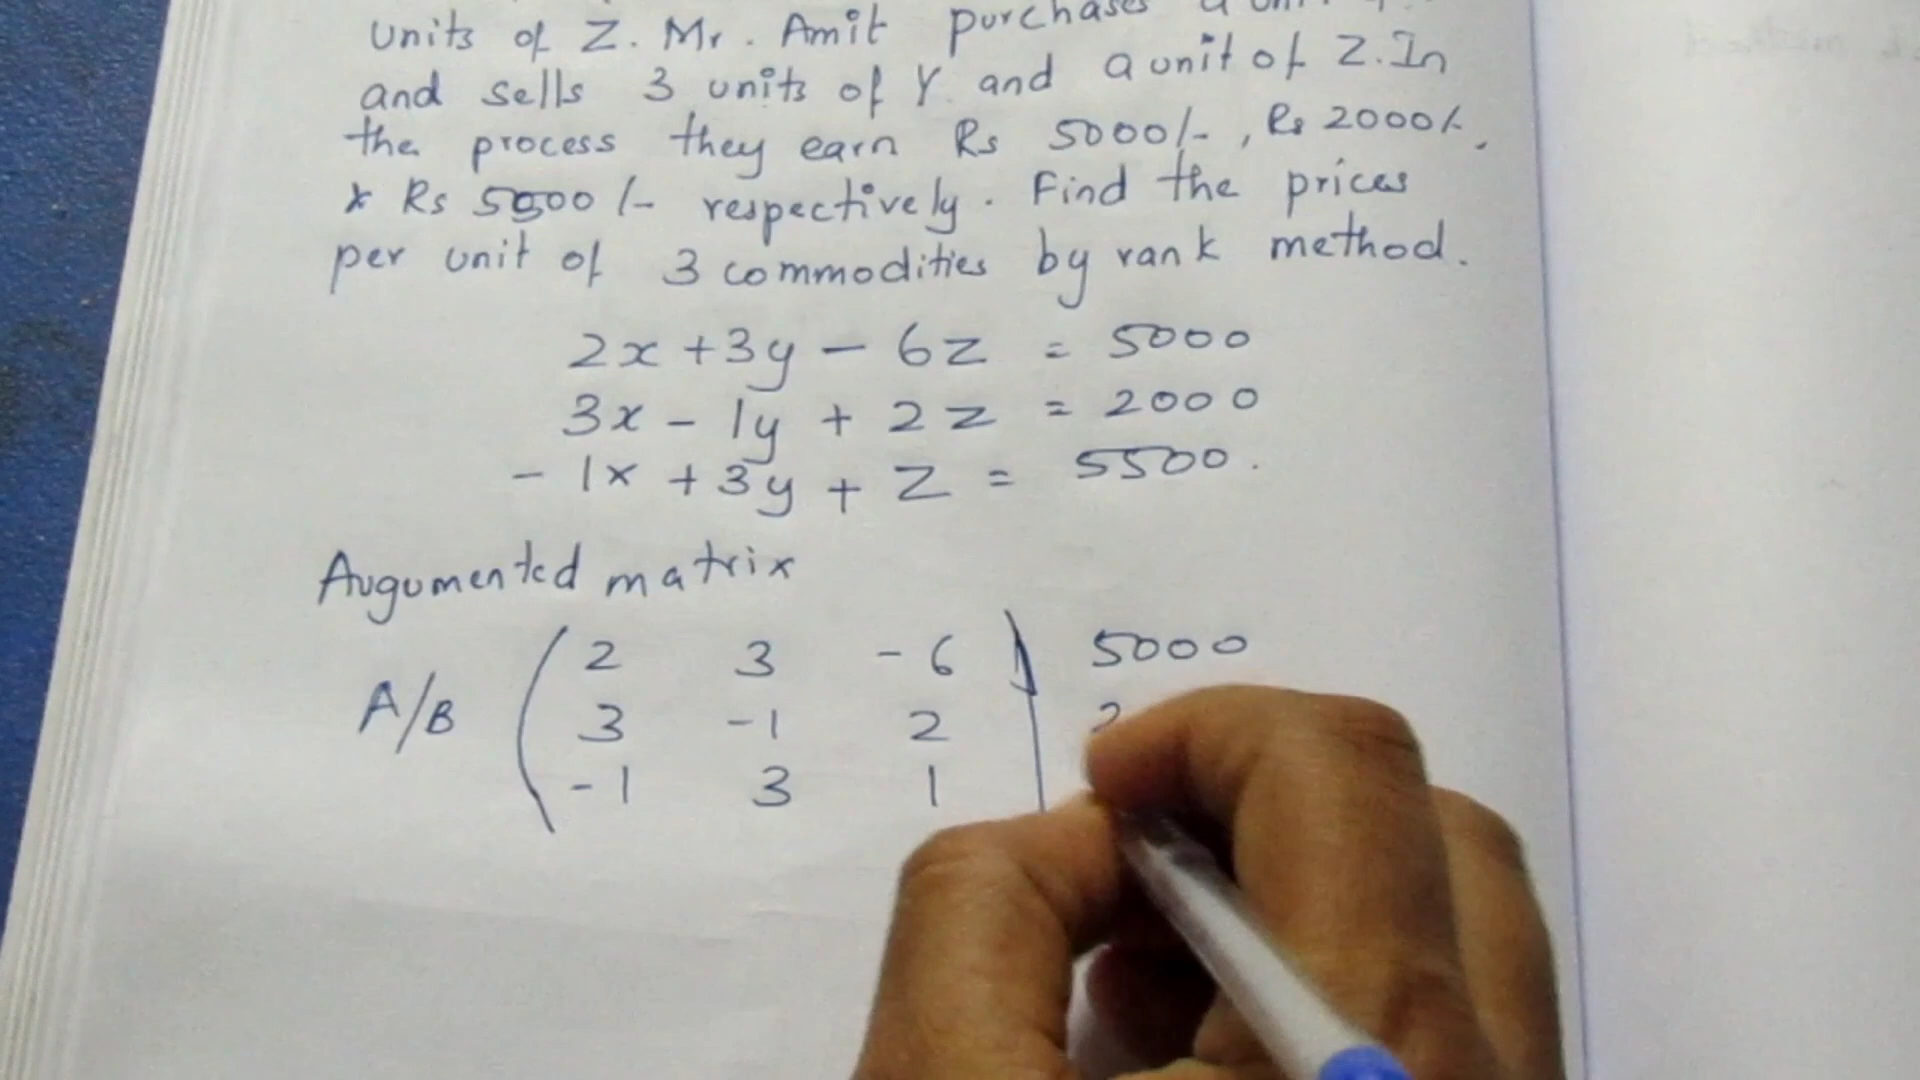 units of Z. Mr. Amit purchases a unit
and sells 3 units of Y and a unit of Z. In
the process they earn Rs 5000/-, Rs 2000/-,
& Rs 5500/- respectively. Find the prices
per unit of 3 commodities by rank method.
2x + 3y - 6z = 5000
3x - 1y + 2z = 2000
- 1x + 3y + z = 5500.
Augumented matrix
2 3 -6 5000
A/B 3 -1 2 2
-1 3 1